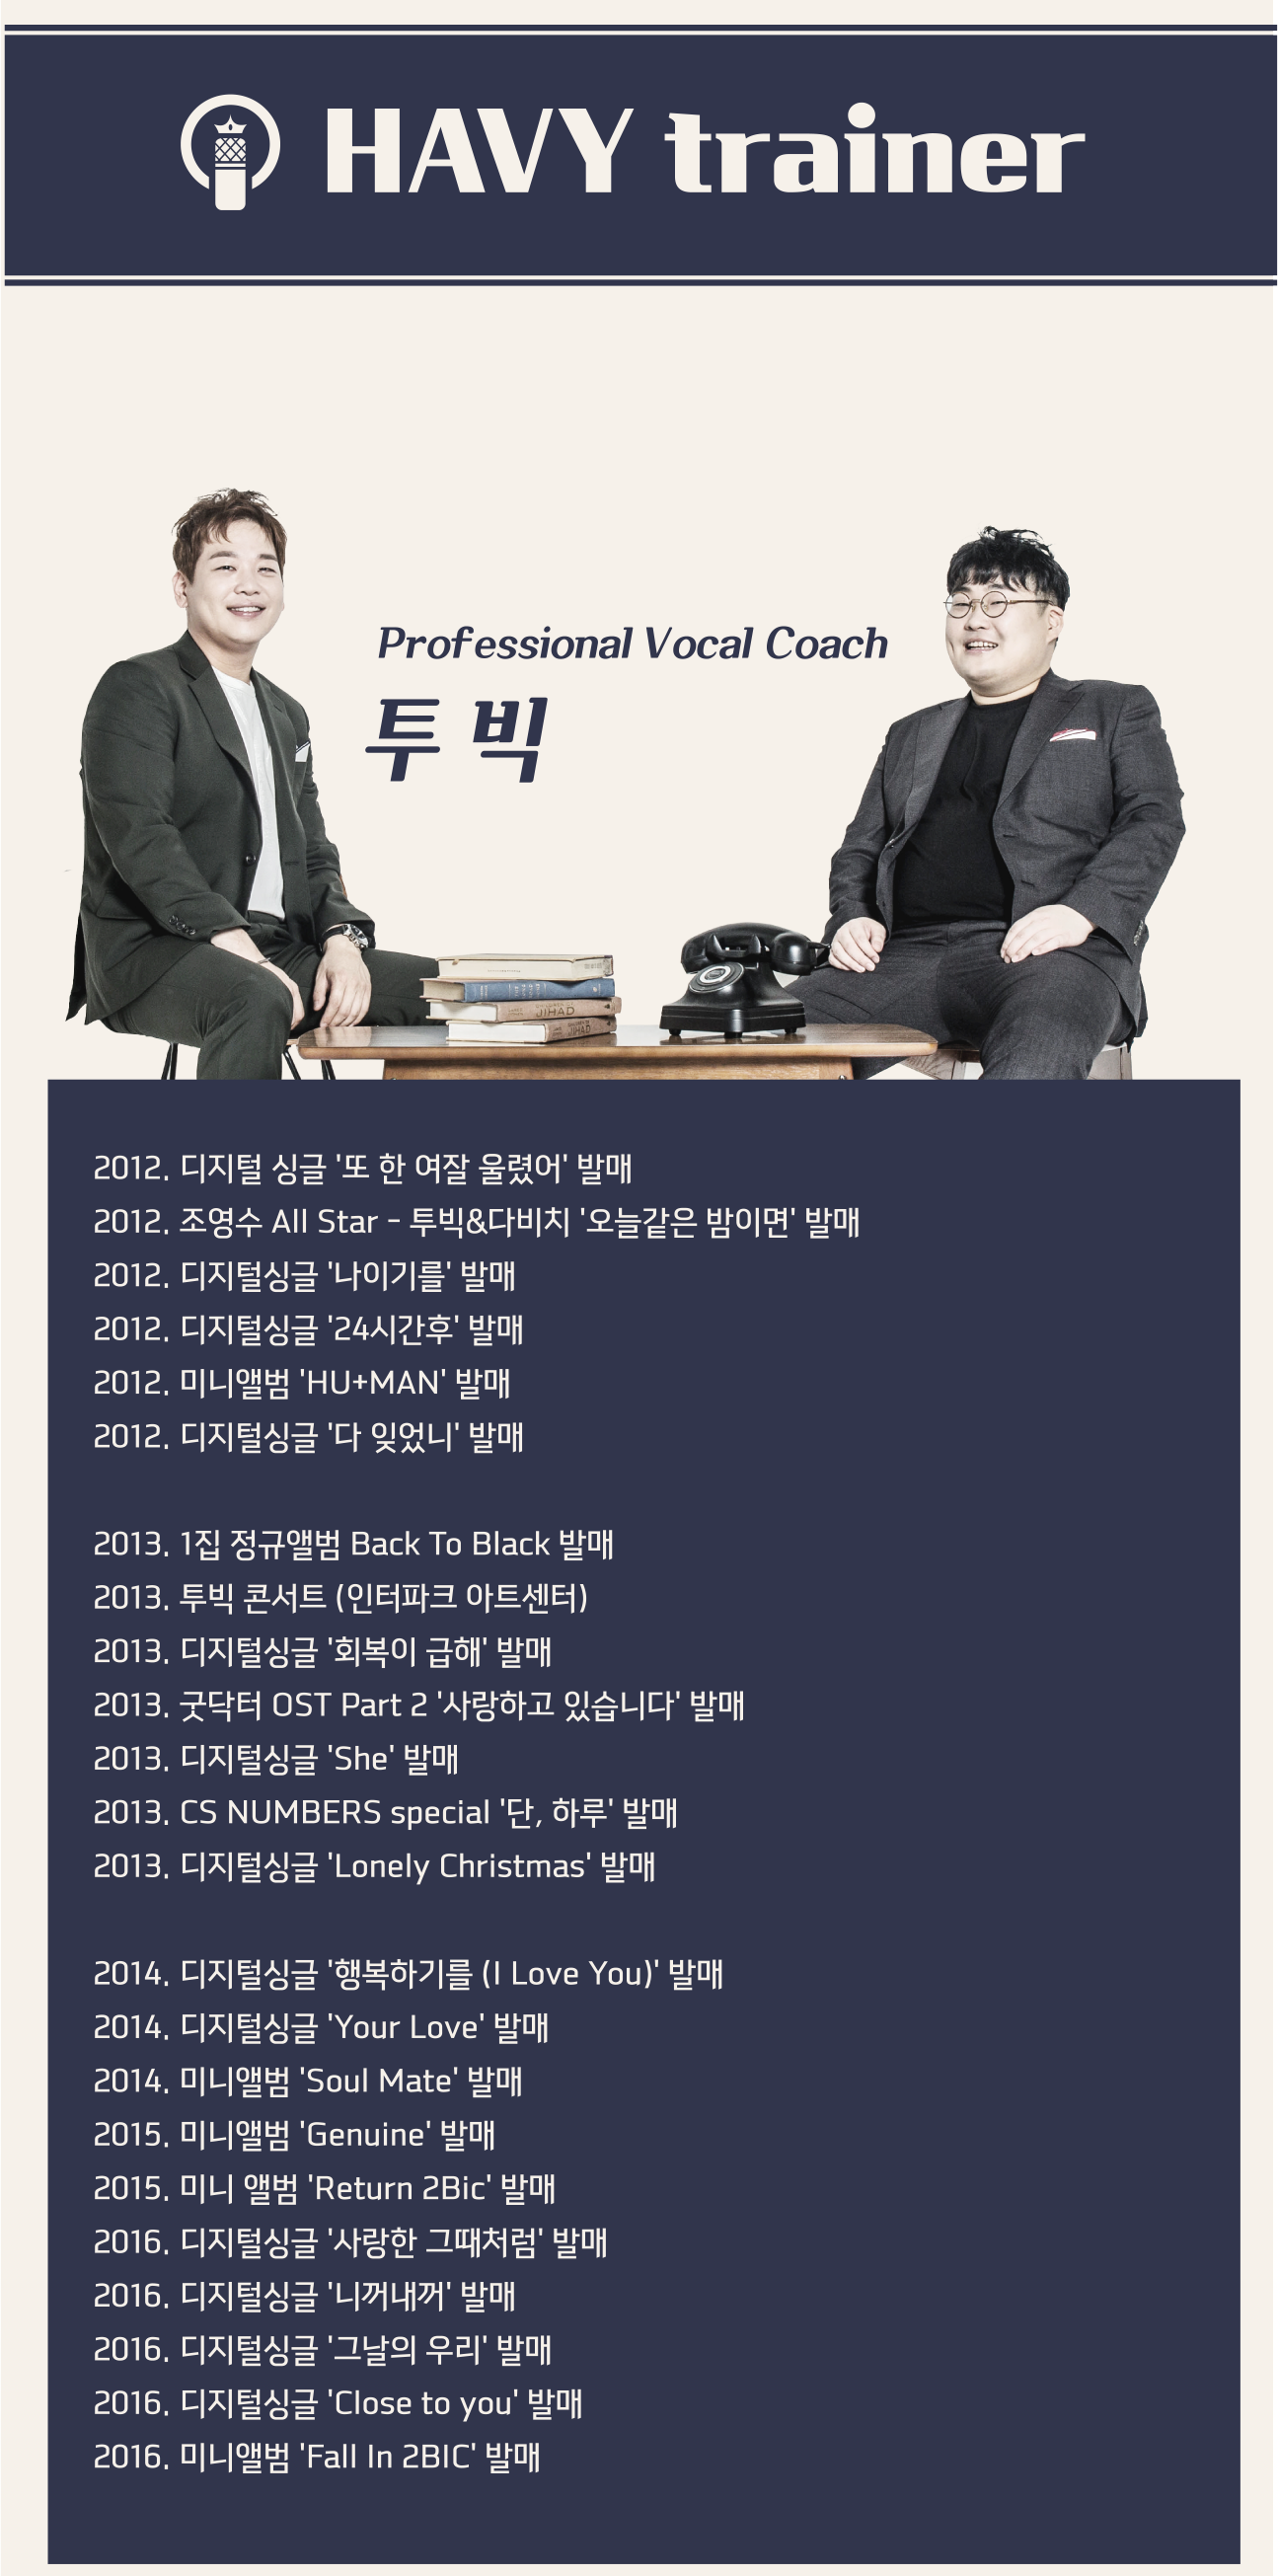 HAVY trainer
Professional Vocal Coach
투 빅
JIHAD
JIHAD
2012. 디지털 싱글 '또 한 여잘 울렸어' 발매
2012. 조영수 All Star - 투빅&다비치 '오늘같은 밤이면' 발매
2012. 디지털싱글 '나이기를' 발매
2012. 디지털싱글 '24시간후' 발매
2012. 미니앨범 'HU+MAN' 발매
2012. 디지털싱글 '다 잊었니' 발매
2013. 1집 정규앨범 Back To Black 발매
2013. 투빅 콘서트 (인터파크 아트센터)
2013. 디지털싱글 '회복이 급해' 발매
2013. 굿닥터 OST Part 2 '사랑하고 있습니다' 발매
2013. 디지털싱글 'She' 발매
2013. CS NUMBERS special '단, 하루' 발매
2013. 디지털싱글 'Lonely Christmas' 발매
2014. 디지털싱글 '행복하기를 (I Love You)' 발매
2014. 디지털싱글 'Your Love' 발매
2014. 미니앨범 'Soul Mate' 발매
2015. 미니앨범 'Genuine' 발매
2015. 미니 앨범 'Return 2Bic' 발매
2016. 디지털싱글 '사랑한 그때처럼' 발매
2016. 디지털싱글 '니꺼내꺼' 발매
2016. 디지털싱글 '그날의 우리' 발매
2016. 디지털싱글 'Close to you' 발매
2016. 미니앨범 'Fall In 2BIC' 발매